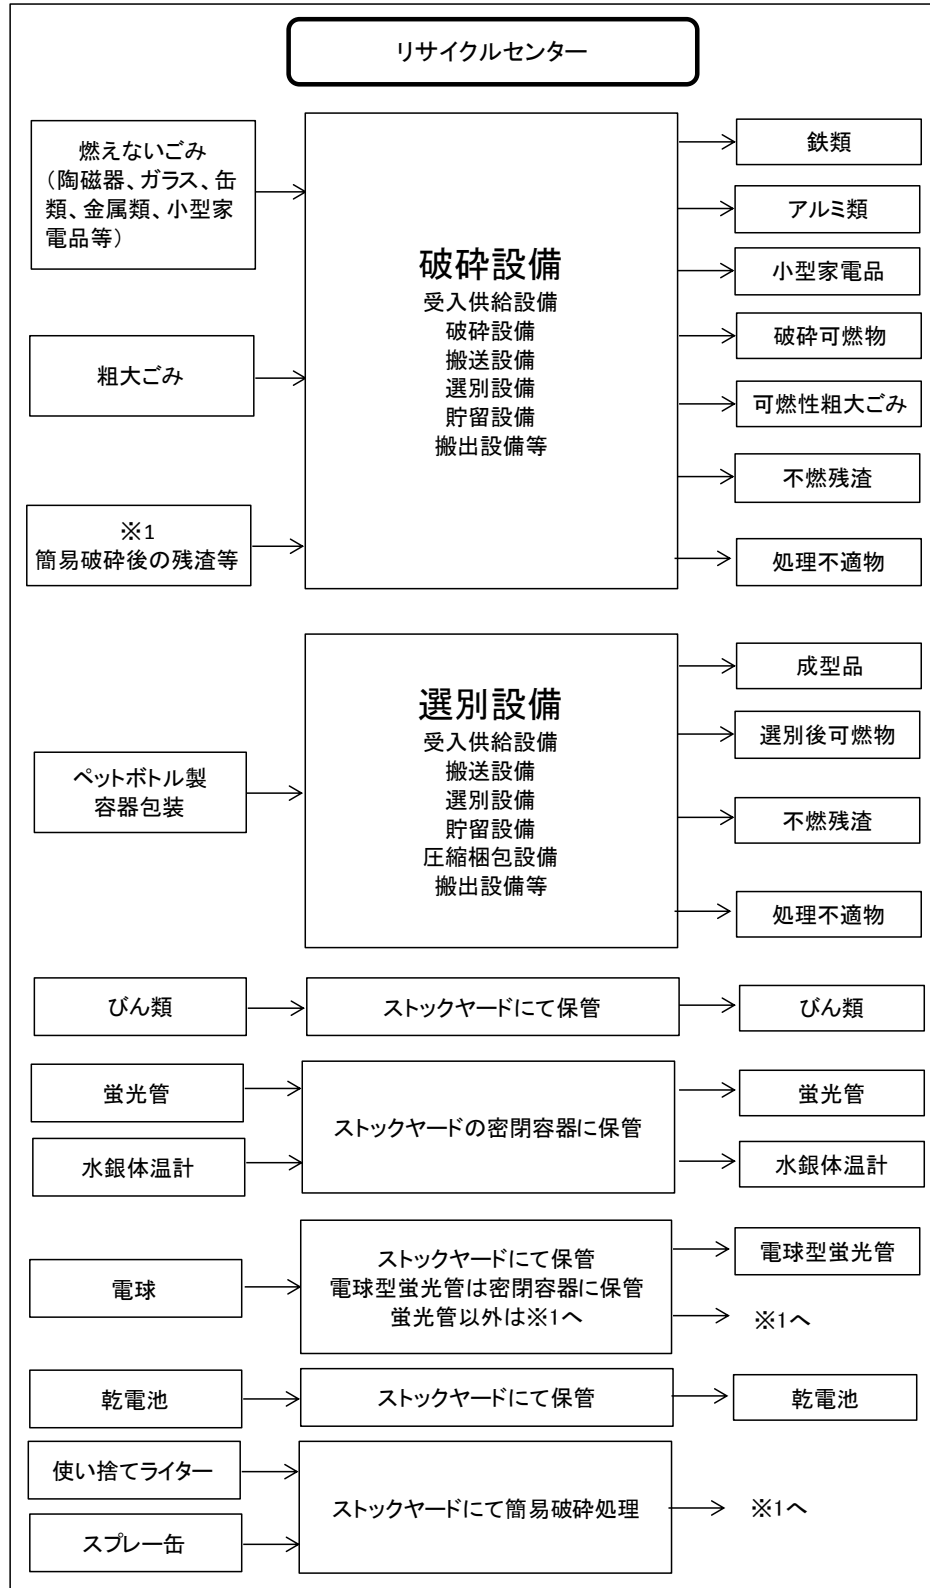 リサイクルセンター
燃えないごみ
（陶磁器、ガラス、缶
類、金属類、小型家
電品等）
粗大ごみ
※1
簡易破砕後の残渣等
破砕設備
受入供給設備
破砕設備
搬送設備
選別設備
貯留設備
搬出設備等
鉄類
アルミ類
小型家電品
破砕可燃物
可燃性粗大ごみ
不燃残渣
処理不適物
ペットボトル製
容器包装
選別設備
受入供給設備
搬送設備
選別設備
貯留設備
圧縮梱包設備
搬出設備等
成型品
選別後可燃物
不燃残渣
処理不適物
びん類
ストックヤードにて保管
びん類
蛍光管
水銀体温計
ストックヤードの密閉容器に保管
蛍光管
水銀体温計
電球
ストックヤードにて保管
電球型蛍光管は密閉容器に保管
蛍光管以外は※1へ
電球型蛍光管
※1へ
乾電池
ストックヤードにて保管
乾電池
使い捨てライター
スプレー缶
ストックヤードにて簡易破砕処理
※1へ